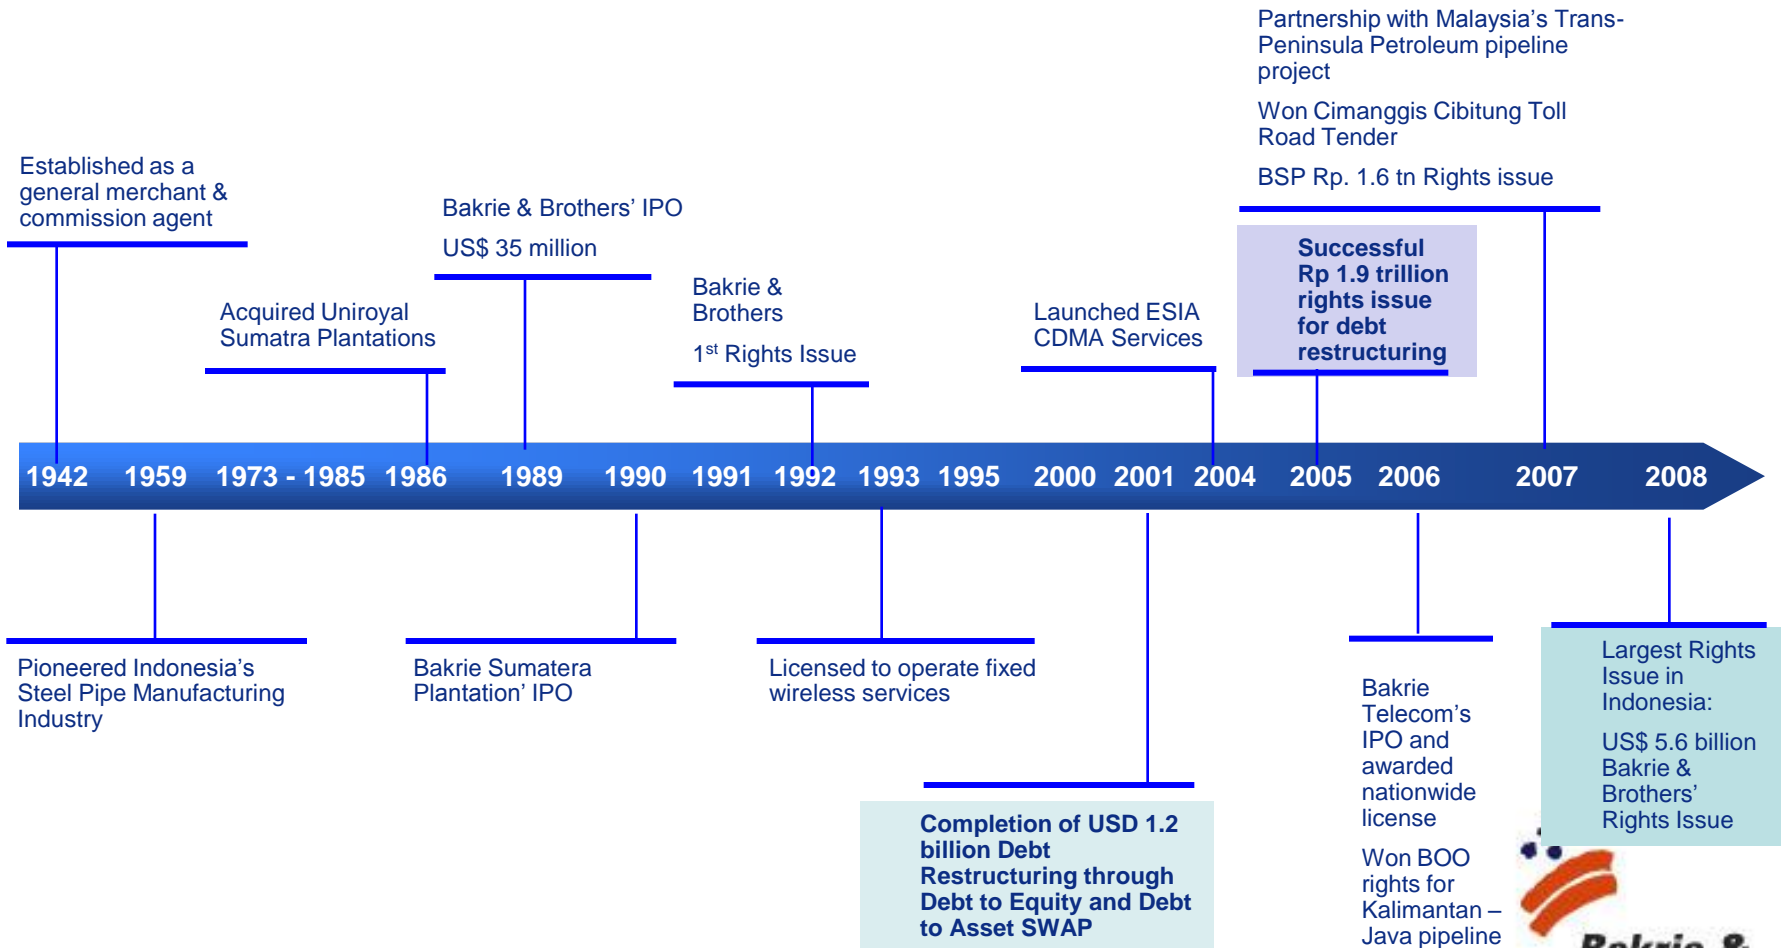 Partnership with Malaysia’s Trans-
Peninsula Petroleum pipeline
project
Won Cimanggis Cibitung Toll
Road Tender
BSP Rp. 1.6 tn Rights issue
Established as a
general merchant &
commission agent
Bakrie & Brothers’ IPO
US$ 35 million
Acquired Uniroyal
Sumatra Plantations
Bakrie &
Brothers
1st Rights Issue
Launched ESIA
CDMA Services
Successful
Rp 1.9 trillion
rights issue
for debt
restructuring
1942 1959 1973 - 1985 1986 1989 1990 1991 1992 1993 1995 2000 2001 2004 2005 2006 2007 2008
Pioneered Indonesia’s
Steel Pipe Manufacturing
Industry
Bakrie Sumatera
Plantation’ IPO
Licensed to operate fixed
wireless services
Completion of USD 1.2
billion Debt
Restructuring through
Debt to Equity and Debt
to Asset SWAP
Bakrie
Telecom’s
IPO and
awarded
nationwide
license
Won BOO
rights for
Kalimantan –
Java pipeline
Largest Rights
Issue in
Indonesia:
US$ 5.6 billion
Bakrie &
Brothers’
Rights Issue
Bakrie &